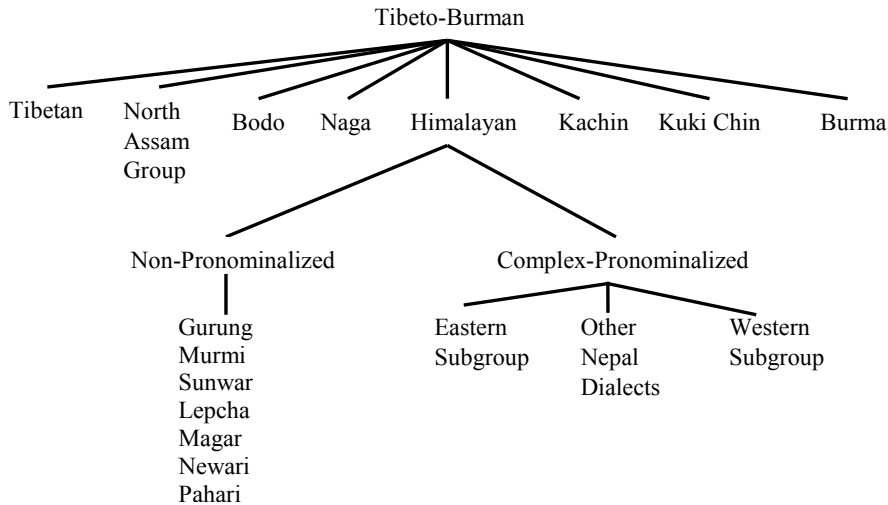 Tibeto-Burman
Tibetan
North
Assam
Group
Bodo
Naga
Himalayan
Kachin
Kuki Chin
Burma
Non-Pronominalized
Complex-Pronominalized
Gurung
Murmi
Sunwar
Lepcha
Magar
Newari
Pahari
Eastern
Subgroup
Other
Nepal
Dialects
Western
Subgroup